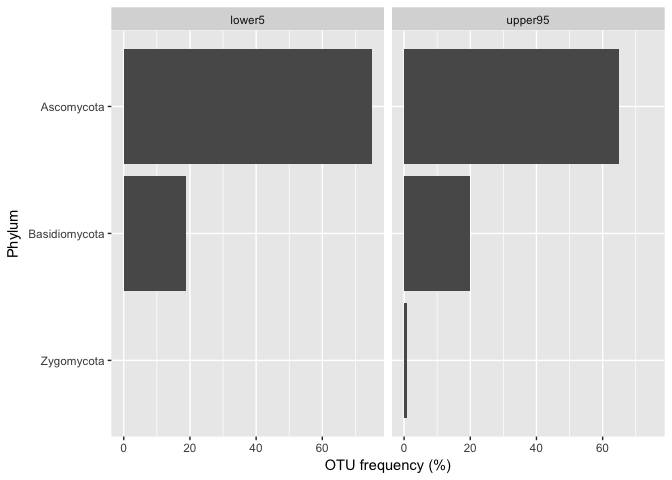 lower5 upper95
Phylum
Ascomycota
Basidiomycota
Zygomycota
0 20 40 60 0 20 40 60
OTU frequency (%)